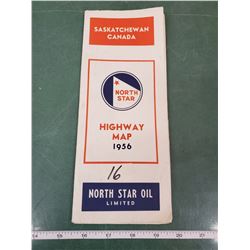 SASKATCHEWAN
CANADA
NORTH
STAR
HIGHWAY
MAP
1956
16
NORTH STAR OIL
LIMITED